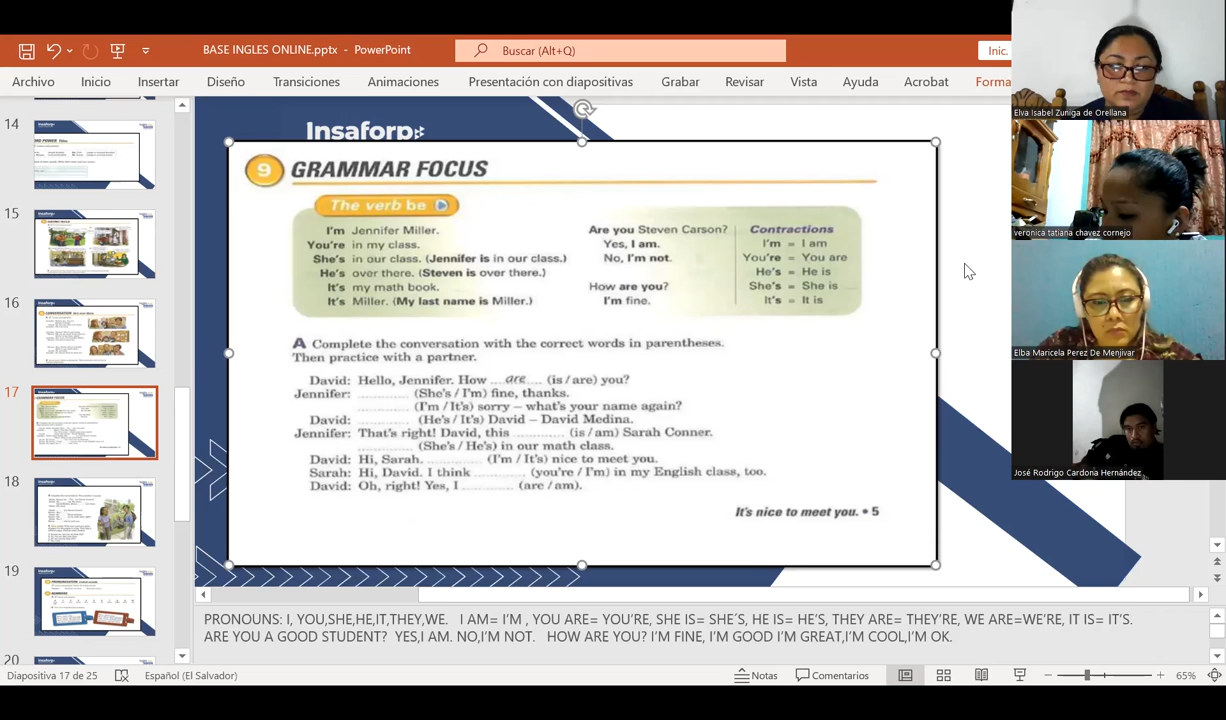 BASE INGLES ONLINE.pptx - PowerPoint
Buscar (Alt+Q)
Inic.
Archivo Inicio Insertar Diseño Transiciones Animaciones Presentación con diapositivas Grabar Revisar Vista Ayuda Acrobat Forma
14
15
16
17
18
19
20
Insaforp
9 GRAMMAR FOCUS
The verb be
I'm Jennifer Miller.
You're in my class.
She's in our class. (Jennifer is in our class.)
He's over there. (Steven is over there.)
It's my math book.
It's Miller. (My last name is Miller.)
Are you Steven Carson?
Yes, I am.
No, I'm not.
How are you?
I'm fine.
Contractions
I'm = I am
You're = You are
He's = He is
She's = She is
It's = It is
A Complete the conversation with the correct words in parentheses.
Then practice with a partner.
David: Hello, Jennifer. How ....are.... (is / are) you?
Jennifer: ............ (She's / I'm) fine, thanks.
............ (I'm / It's) sorry – what's your name again?
David: ............ (He's / It's) David – David Medina.
Jennifer: That's right! David, this ............ (is / am) Sarah Conner.
............ (She's / He's) in our math class.
David: Hi, Sarah. ............ (I'm / It's) nice to meet you.
Sarah: Hi, David. I think ............ (you're / I'm) in my English class, too.
David: Oh, right! Yes, I ............ (are / am).
It's nice to meet you. • 5
PRONOUNS: I, YOU,SHE,HE,IT,THEY,WE. I AM= I'M , YOU ARE= YOU'RE, SHE IS= SHE´S, HE IS= HE'S, THEY ARE= THEY'RE, WE ARE=WE'RE, IT IS= IT'S.
ARE YOU A GOOD STUDENT? YES,I AM. NO,I'M NOT. HOW ARE YOU? I'M FINE, I'M GOOD I'M GREAT,I'M COOL,I'M OK.
Diapositiva 17 de 25 Español (El Salvador) Notas Comentarios 65%
Elva Isabel Zuniga de Orellana
veronica tatiana chavez cornejo
Elba Maricela Perez De Menjivar
José Rodrigo Cardona Hernández